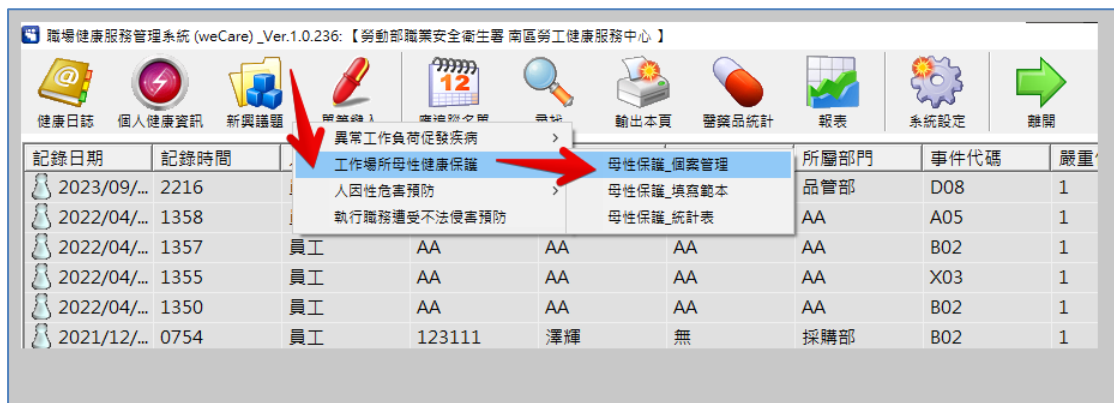 職場健康服務管理系統 (weCare) _Ver.1.0.236: 【勞動部職業安全衛生署 南區勞工健康服務中心 】
12
健康日誌 個人健康資訊 新興議題 輸出本頁 醫藥品統計 報表 系統設定 離開
異常工作負荷促發疾病 >
工作場所母性健康保護
人因性危害預防 >
執行職務遭受不法侵害預防
母性保護_個案管理
母性保護_填寫範本
母性保護_統計表
記錄日期 記錄時間 所屬部門 事件代碼 嚴重
2023/09/... 2216 品管部 D08 1
2022/04/... 1358 AA A05 1
2022/04/... 1357 員工 AA AA AA AA B02 1
2022/04/... 1355 員工 AA AA AA AA X03 1
2022/04/... 1350 員工 AA AA AA AA B02 1
2021/12/... 0754 員工 123111 澤輝 無 採購部 B02 1